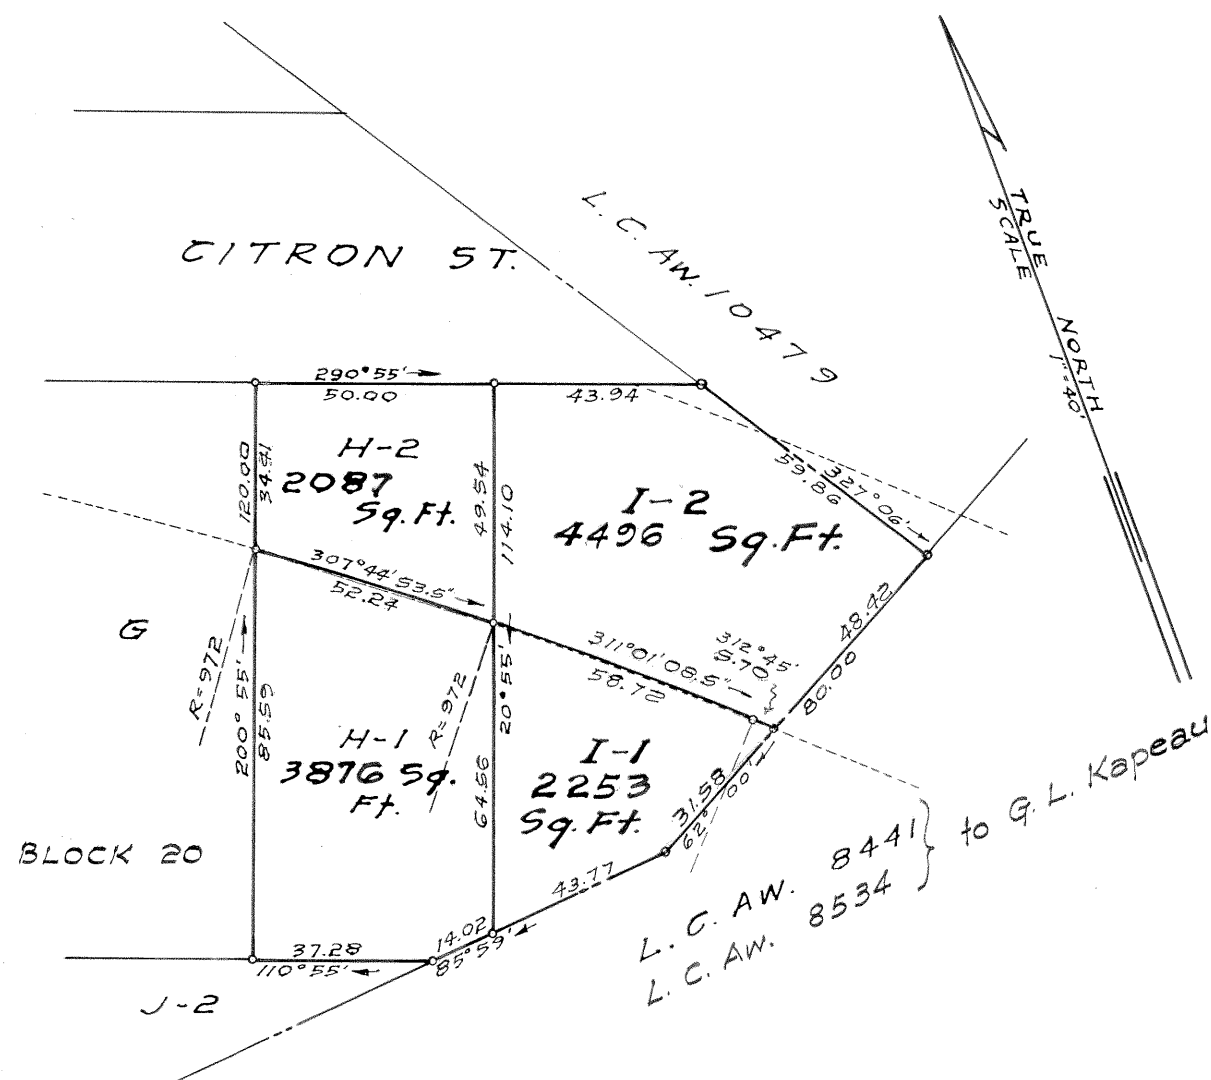 CITRON ST.
L. C. AW. 10479
TRUE NORTH
SCALE 1"=40'
290°55'
50.00
43.94
H-2
2087
Sq. Ft.
120.00
34.41
49.54
114.10
I-2
4496 Sq. Ft.
59.86
327°06'
307°44'53.5"
52.24
G
R=972
200°55'
85.59
R=972
20°55'
64.56
311°01'08.5"
58.72
312°45'
5.70
48.42
80.00
H-1
3876 Sq.
Ft.
I-1
2253
Sq. Ft.
31.58
62°00'
43.77
BLOCK 20
14.02
85°59'
37.28
110°55'
J-2
L. C. AW. 8441
L. C. AW. 8534
to G. L. Kapeau